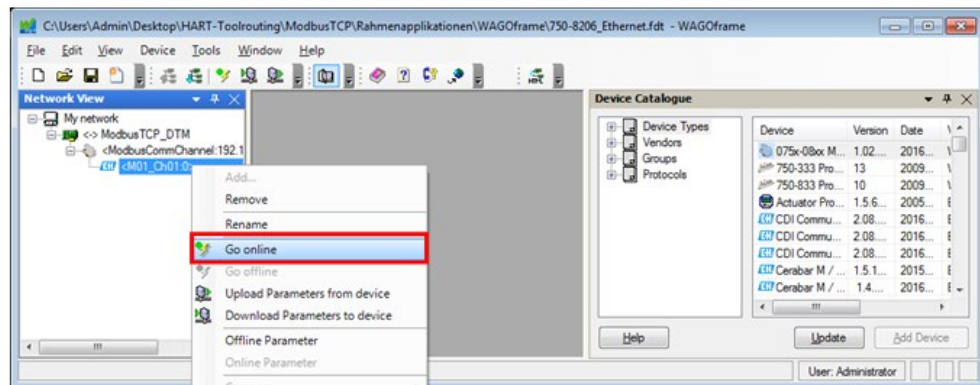 C:\Users\Admin\Desktop\HART-Toolrouting\ModbusTCP\Rahmenapplikationen\WAGOframe\750-8206_Ethernet.fdt - WAGOframe
File Edit View Device Tools Window Help
Network View
My network
<-> ModbusTCP_DTM
<ModbusCommChannel:192.1
<M01_Ch01:0>
Add...
Remove
Rename
Go online
Go offline
Upload Parameters from device
Download Parameters to device
Offline Parameter
Online Parameter
Device Catalogue
Device Types
Vendors
Groups
Protocols
Device Version Date
075x-08xx M... 1.02.... 2016...
750-333 Pro... 13 2009...
750-833 Pro... 10 2009...
Actuator Pro... 1.5.6... 2005...
CDI Commu... 2.08.... 2016...
CDI Commu... 2.08.... 2016...
CDI Commu... 2.08.... 2016...
Cerabar M / ... 1.5.1... 2015...
Cerabar M / ... 1.4.... 2016...
Help Update Add Device
User: Administrator